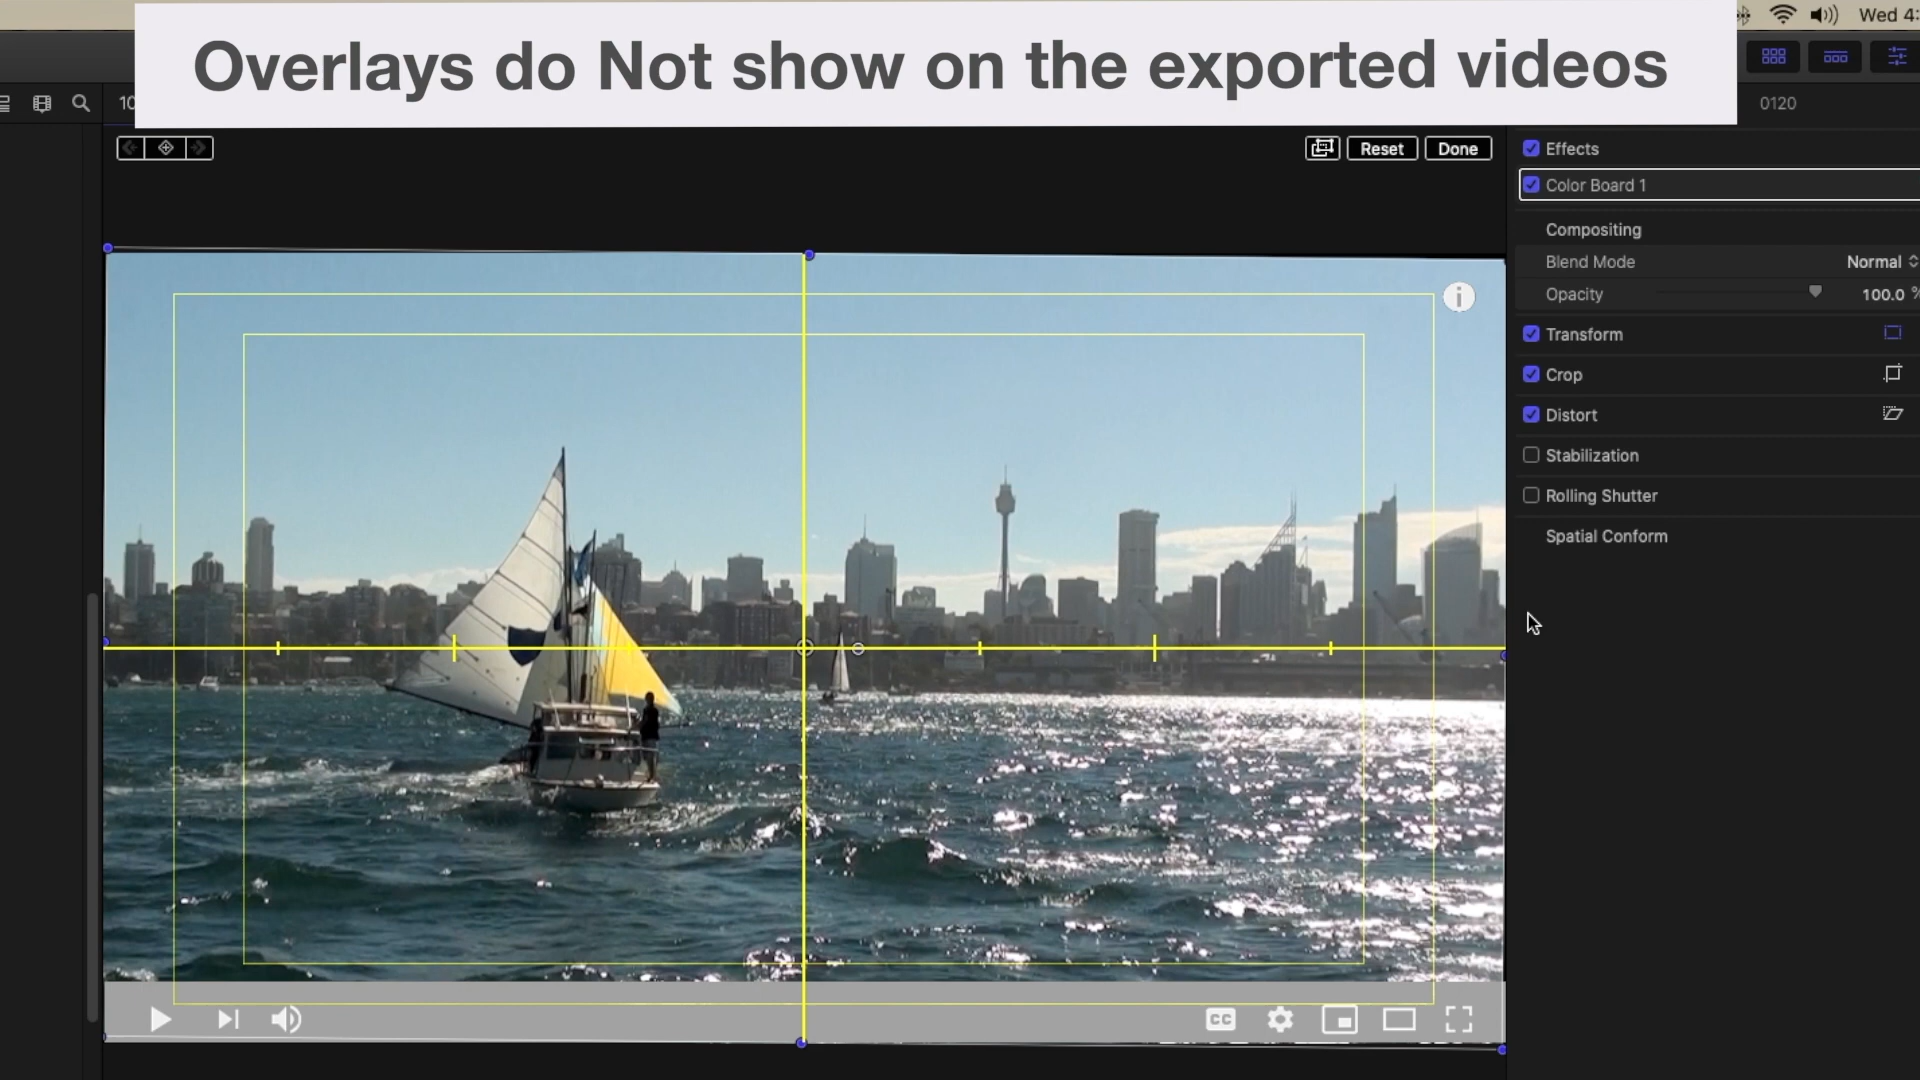 Overlays do Not show on the exported videos
Wed 4:
10
0120
Reset
Done
Effects
Color Board 1
Compositing
Blend Mode
Normal
Opacity
100.0 %
Transform
Crop
Distort
Stabilization
Rolling Shutter
Spatial Conform
i
CC